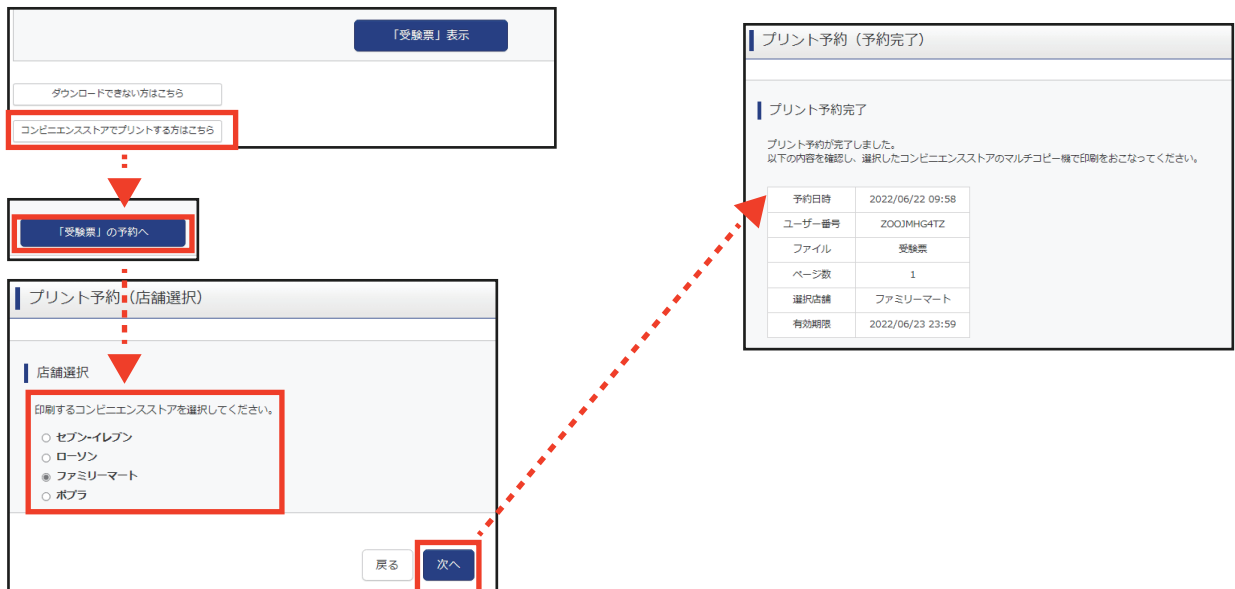 「受験票」表示
ダウンロードできない方はこちら
コンビニエンスストアでプリントする方はこちら
「受験票」の予約へ
プリント予約（店舗選択）
店舗選択
印刷するコンビニエンスストアを選択してください。
セブン-イレブン
ローソン
ファミリーマート
ポプラ
戻る
次へ
プリント予約（予約完了）
プリント予約完了
プリント予約が完了しました。
以下の内容を確認し、選択したコンビニエンスストアのマルチコピー機で印刷をおこなってください。
予約日時 2022/06/22 09:58
ユーザー番号 ZOOJMHG4TZ
ファイル 受験票
ページ数 1
選択店舗 ファミリーマート
有効期限 2022/06/23 23:59